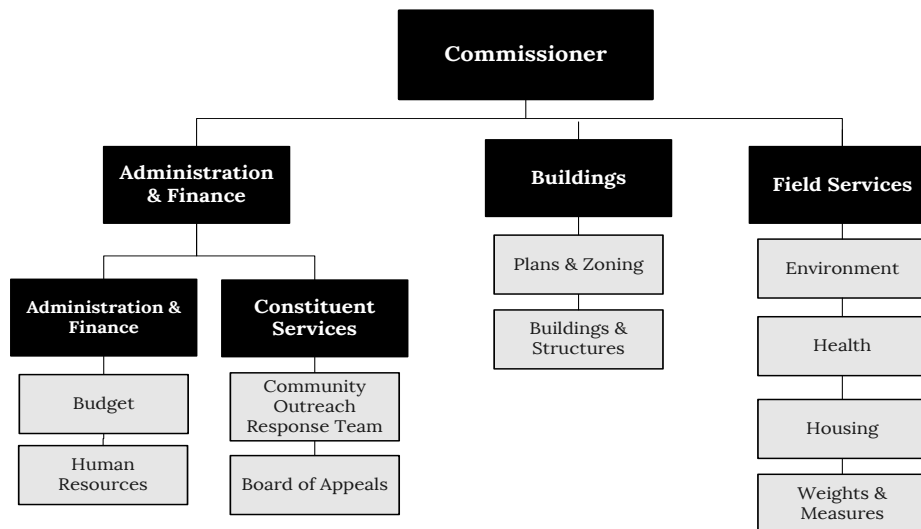 Commissioner
Administration
& Finance
Buildings
Field Services
Administration &
Finance
Budget
Human
Resources
Constituent
Services
Community
Outreach
Response Team
Board of Appeals
Plans & Zoning
Buildings &
Structures
Environment
Health
Housing
Weights &
Measures